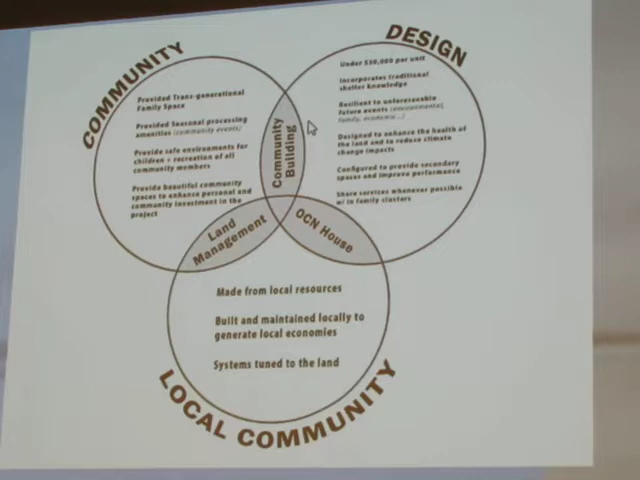 COMMUNITY
Provided Trans-generational
Family Space
Provided Seasonal processing
amenities (community events)
Provide safe environments for
children + recreation of all
community members
Provide beautiful community
spaces to enhance personal and
community investment in the
project
DESIGN
Under $50,000 per unit
Incorporates traditional
shelter knowledge
Resilient to unforeseeable
future events (environmental,
family, economic...)
Designed to enhance the health of
the land and to reduce climate
change impacts
Configured to provide secondary
spaces and improve performance
Share services whenever possible
w/ in family clusters
Community
Building
Land
Management
OCN House
Made from local resources
Built and maintained locally to
generate local economies
Systems tuned to the land
LOCAL COMMUNITY